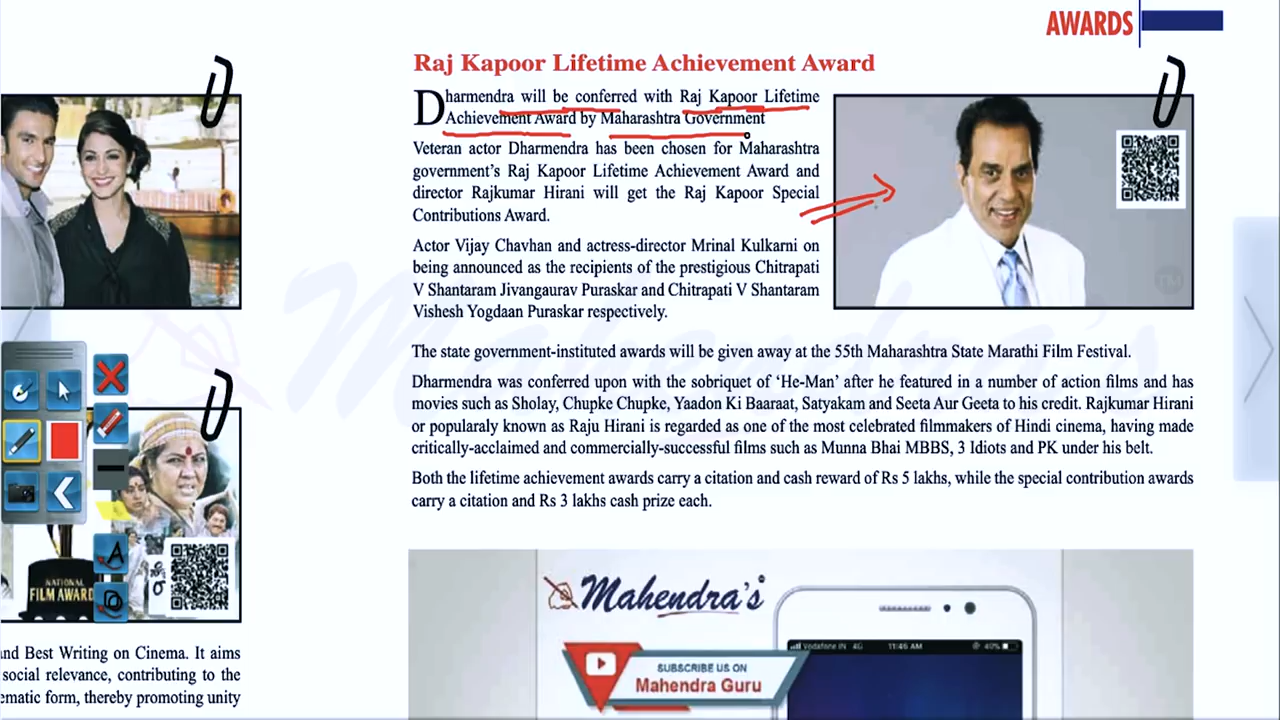 AWARDS
Raj Kapoor Lifetime Achievement Award
Dharmendra will be conferred with Raj Kapoor Lifetime
Achievement Award by Maharashtra Government
Veteran actor Dharmendra has been chosen for Maharashtra
government's Raj Kapoor Lifetime Achievement Award and
director Rajkumar Hirani will get the Raj Kapoor Special
Contributions Award.
Actor Vijay Chavhan and actress-director Mrinal Kulkarni on
being announced as the recipients of the prestigious Chitrapati
V Shantaram Jivangaurav Puraskar and Chitrapati V Shantaram
Vishesh Yogdaan Puraskar respectively.
The state government-instituted awards will be given away at the 55th Maharashtra State Marathi Film Festival.
Dharmendra was conferred upon with the sobriquet of 'He-Man' after he featured in a number of action films and has
movies such as Sholay, Chupke Chupke, Yaadon Ki Baaraat, Satyakam and Seeta Aur Geeta to his credit. Rajkumar Hirani
or popularaly known as Raju Hirani is regarded as one of the most celebrated filmmakers of Hindi cinema, having made
critically-acclaimed and commercially-successful films such as Munna Bhai MBBS, 3 Idiots and PK under his belt.
Both the lifetime achievement awards carry a citation and cash reward of Rs 5 lakhs, while the special contribution awards
carry a citation and Rs 3 lakhs cash prize each.
NATIONAL
FILM AWARD
and Best Writing on Cinema. It aims
social relevance, contributing to the
ematic form, thereby promoting unity
Mahendra's
SUBSCRIBE US ON
Mahendra Guru
Vodafone IN 4G 11:46 AM 40%
Mahendra's
TM
A